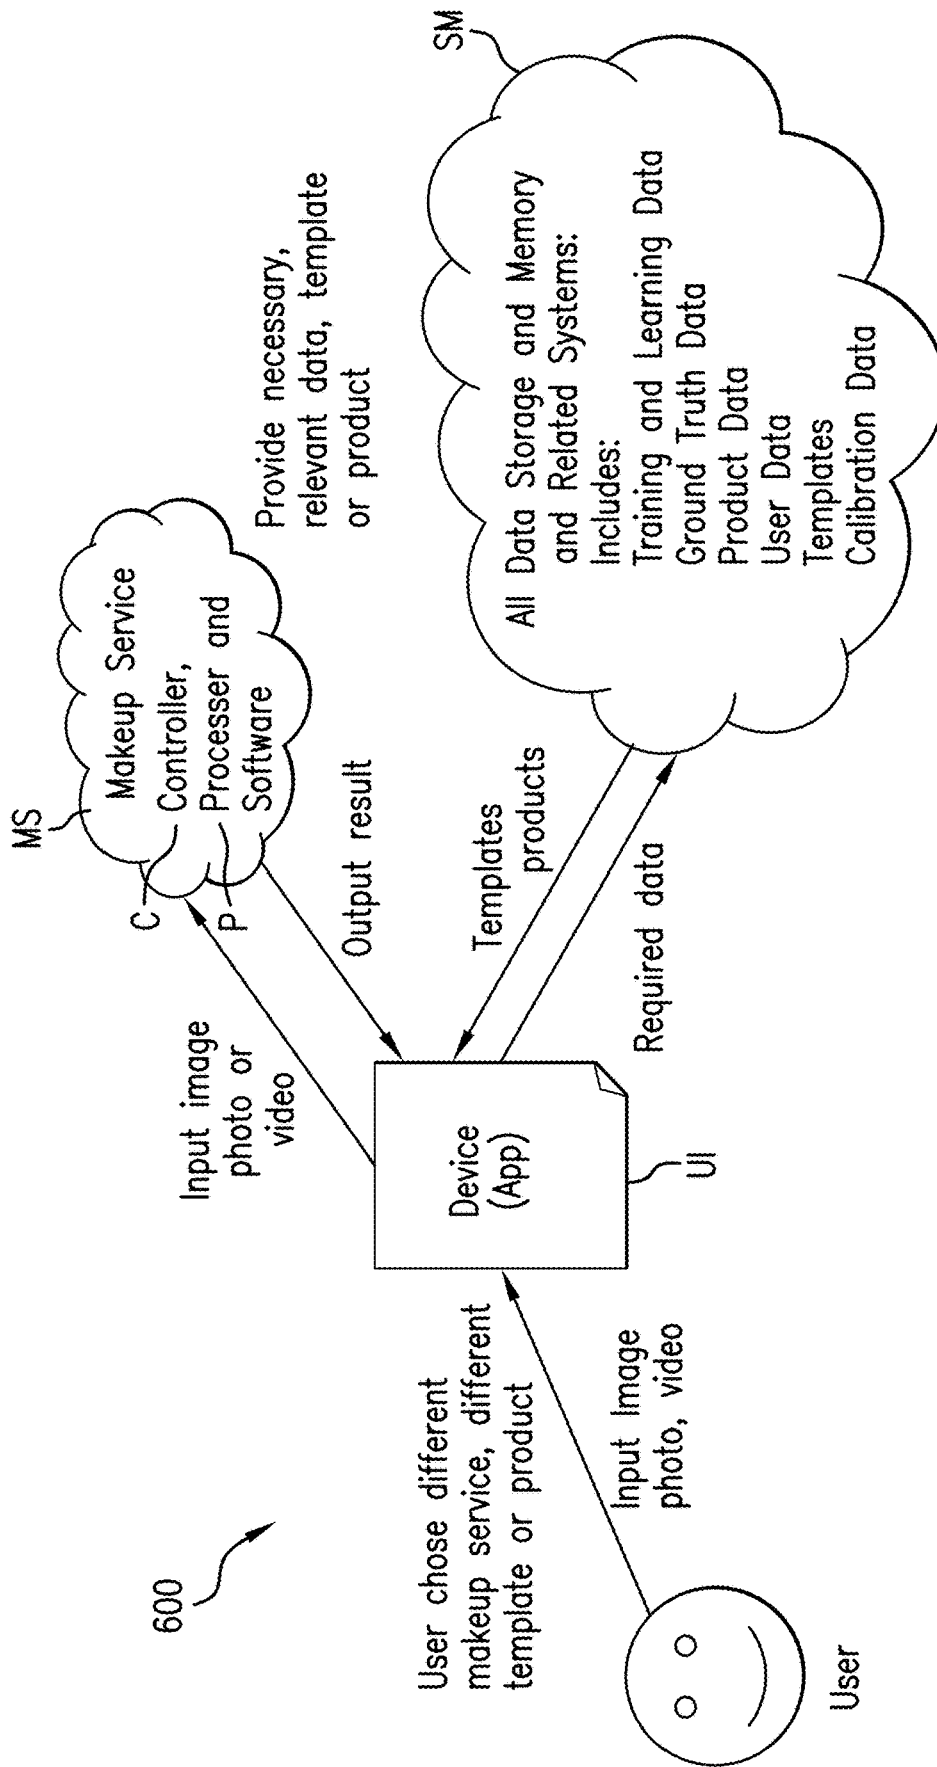 600
User
User chose different
makeup service, different
template or product
Input Image
photo, video
Device
(App)
UI
Input image
photo or
video
Output result
MS
C
P
Makeup Service
Controller,
Processer and
Software
Provide necessary,
relevant data, template
or product
Templates
products
Required data
SM
All Data Storage and Memory
and Related Systems:
Includes:
Training and Learning Data
Ground Truth Data
Product Data
User Data
Templates
Calibration Data